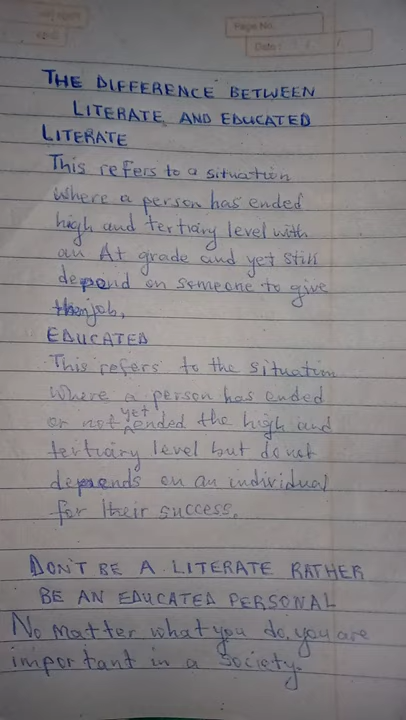 Page No.
Date:
THE DIFFERENCE BETWEEN
LITERATE, AND EDUCATED
LITERATE
This refers to a situation
where a person has ended
high and tertiary level with
an At grade and yet still
depend on someone to give
them job,
EDUCATED
This refers to the situation
where a person has ended
or not yet ended the high and
tertiary level but do not
depends on an individual
for their success.
DON'T BE A LITERATE RATHER
BE AN EDUCATED PERSONAL
No matter what you do, you are
important in a society.